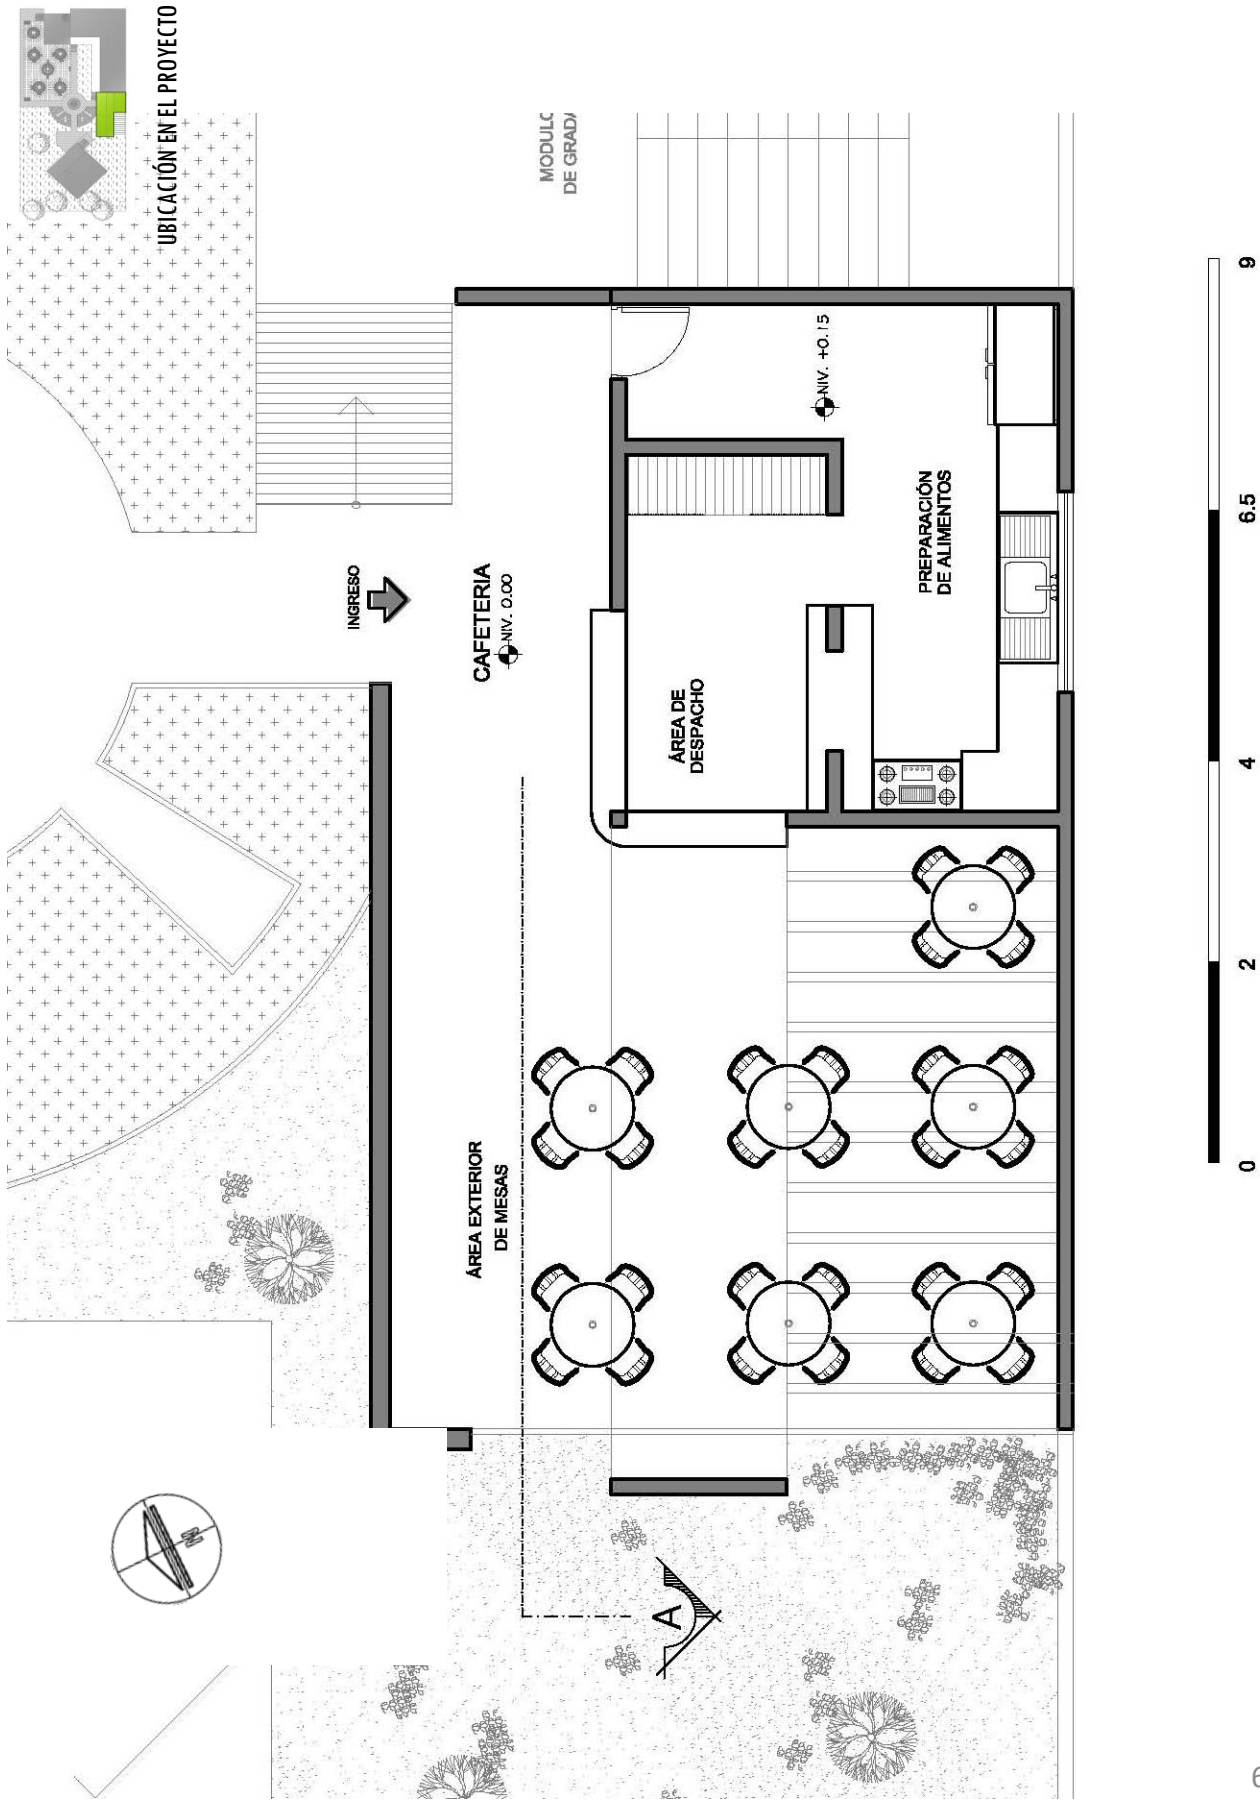 UBICACIÓN EN EL PROYECTO
MODULO
DE GRADA
INGRESO
CAFETERIA
NIV. 0.00
NIV. +0.15
PREPARACIÓN
DE ALIMENTOS
ÁREA DE
DESPACHO
ÁREA EXTERIOR
DE MESAS
A
N
0
2
4
6.5
9
6